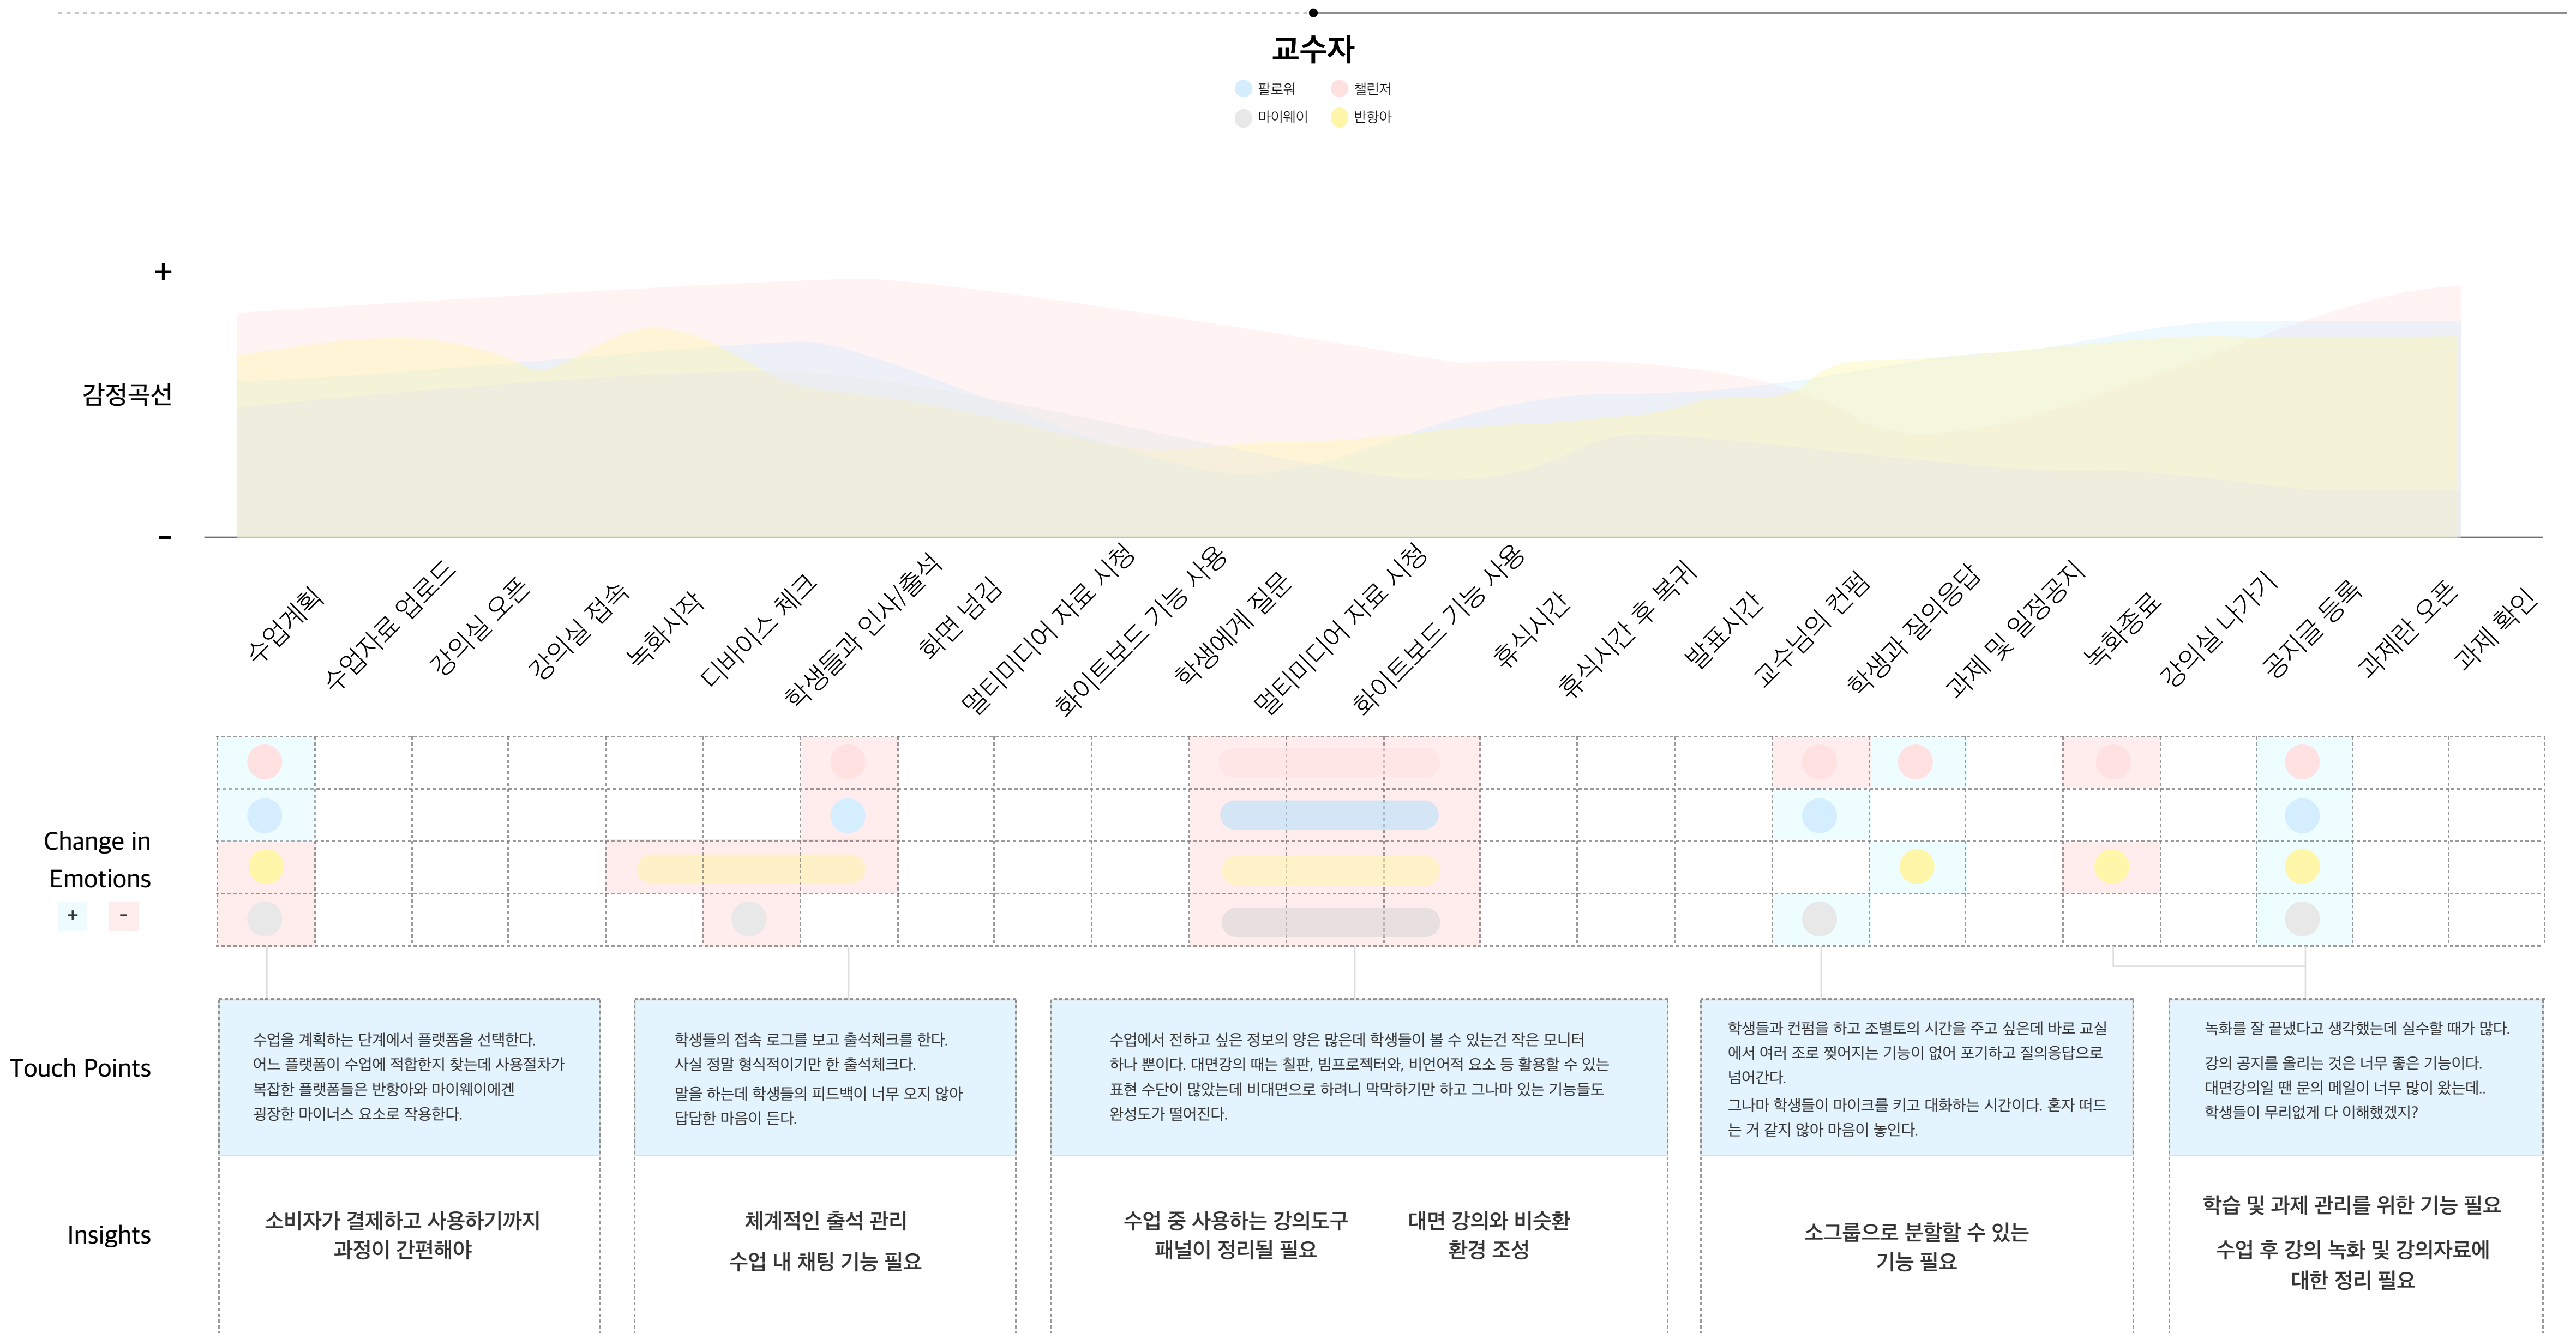 교수자
팔로워
챌린저
마이웨이
반항아
+
감정곡선
-
수업계획
수업자료 업로드
강의실 오픈
강의실 접속
녹화시작
디바이스 체크
학생들과 인사/출석
화면 넘김
멀티미디어 자료 시청
화이트보드 기능 사용
학생에게 질문
멀티미디어 자료 시청
화이트보드 기능 사용
휴식시간
휴식시간 후 복귀
발표시간
교수님의 컨펌
학생과 질의응답
과제 및 일정공지
녹화종료
강의실 나가기
공지글 등록
과제란 오픈
과제 확인
Change in
Emotions
+
-
Touch Points
수업을 계획하는 단계에서 플랫폼을 선택한다.
어느 플랫폼이 수업에 적합한지 찾는데 사용절차가
복잡한 플랫폼들은 반항아와 마이웨이에겐
굉장한 마이너스 요소로 작용한다.
학생들의 접속 로그를 보고 출석체크를 한다.
사실 정말 형식적이기만 한 출석체크다.
말을 하는데 학생들의 피드백이 너무 오지 않아
답답한 마음이 든다.
수업에서 전하고 싶은 정보의 양은 많은데 학생들이 볼 수 있는건 작은 모니터
하나 뿐이다. 대면강의 때는 칠판, 빔프로젝터와, 비언어적 요소 등 활용할 수 있는
표현 수단이 많았는데 비대면으로 하려니 막막하기만 하고 그나마 있는 기능들도
완성도가 떨어진다.
학생들과 컨펌을 하고 조별토의 시간을 주고 싶은데 바로 교실
에서 여러 조로 찢어지는 기능이 없어 포기하고 질의응답으로
넘어간다.
그나마 학생들이 마이크를 키고 대화하는 시간이다. 혼자 떠드
는 거 같지 않아 마음이 놓인다.
녹화를 잘 끝냈다고 생각했는데 실수할 때가 많다.
강의 공지를 올리는 것은 너무 좋은 기능이다.
대면강의일 땐 문의 메일이 너무 많이 왔는데..
학생들이 무리없게 다 이해했겠지?
Insights
소비자가 결제하고 사용하기까지
과정이 간편해야
체계적인 출석 관리
수업 내 채팅 기능 필요
수업 중 사용하는 강의도구
패널이 정리될 필요
대면 강의와 비슷환
환경 조성
소그룹으로 분할할 수 있는
기능 필요
학습 및 과제 관리를 위한 기능 필요
수업 후 강의 녹화 및 강의자료에
대한 정리 필요